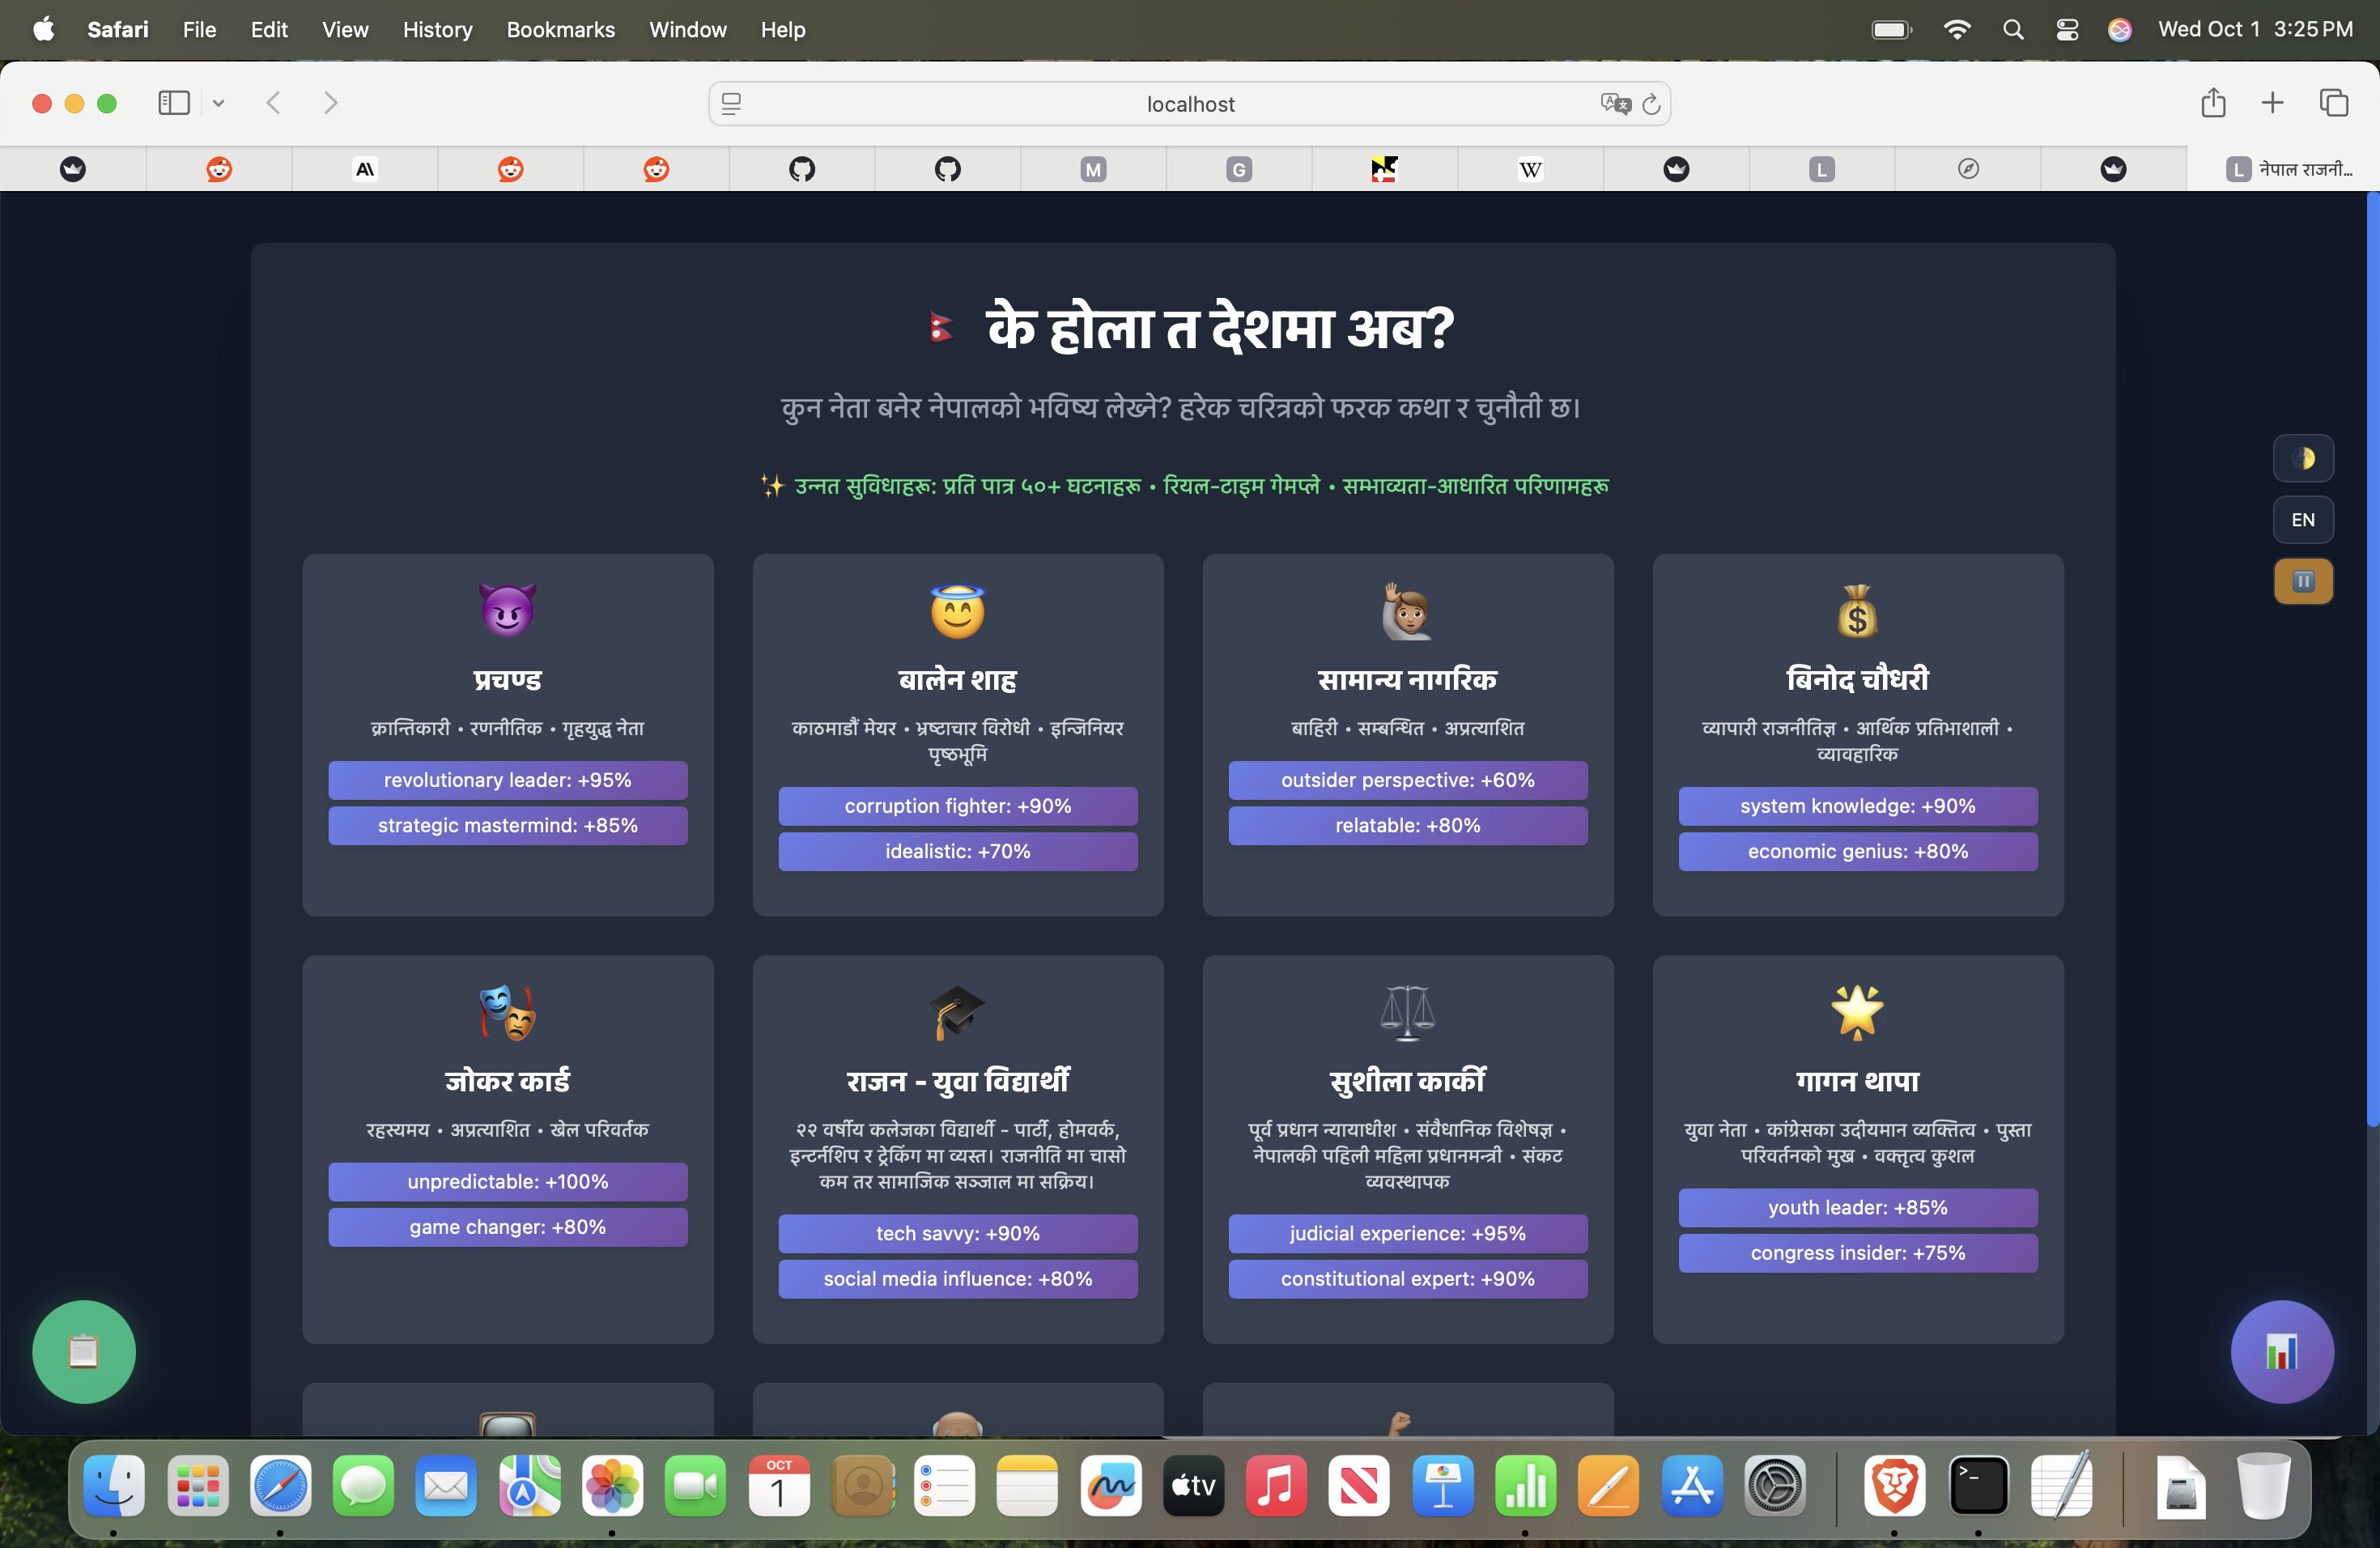 Safari File Edit View History Bookmarks Window Help Wed Oct 1 3:25 PM
localhost
M G W L L नेपाल राजनी...
के होला त देशमा अब?
कुन नेता बनेर नेपालको भविष्य लेख्ने? हरेक चरित्रको फरक कथा र चुनौती छ।
✨ उन्नत सुविधाहरू: प्रति पात्र ५०+ घटनाहरू • रियल-टाइम गेमप्ले • सम्भाव्यता-आधारित परिणामहरू
EN
प्रचण्ड
क्रान्तिकारी • रणनीतिक • गृहयुद्ध नेता
revolutionary leader: +95%
strategic mastermind: +85%
बालेन शाह
काठमाडौं मेयर • भ्रष्टाचार विरोधी • इन्जिनियर
पृष्ठभूमि
corruption fighter: +90%
idealistic: +70%
सामान्य नागरिक
बाहिरी • सम्बन्धित • अप्रत्याशित
outsider perspective: +60%
relatable: +80%
बिनोद चौधरी
व्यापारी राजनीतिज्ञ • आर्थिक प्रतिभाशाली •
व्यावहारिक
system knowledge: +90%
economic genius: +80%
जोकर कार्ड
रहस्यमय • अप्रत्याशित • खेल परिवर्तक
unpredictable: +100%
game changer: +80%
राजन - युवा विद्यार्थी
२२ वर्षीय कलेजका विद्यार्थी - पार्टी, होमवर्क,
इन्टर्नशिप र ट्रेकिंग मा व्यस्त। राजनीति मा चासो
कम तर सामाजिक सञ्जाल मा सक्रिय।
tech savvy: +90%
social media influence: +80%
सुशीला कार्की
पूर्व प्रधान न्यायाधीश • संवैधानिक विशेषज्ञ •
नेपालकी पहिली महिला प्रधानमन्त्री • संकट
व्यवस्थापक
judicial experience: +95%
constitutional expert: +90%
गागन थापा
युवा नेता • कांग्रेसका उदीयमान व्यक्तित्व • पुस्ता
परिवर्तनको मुख • वक्तृत्व कुशल
youth leader: +85%
congress insider: +75%
OCT
1
tv